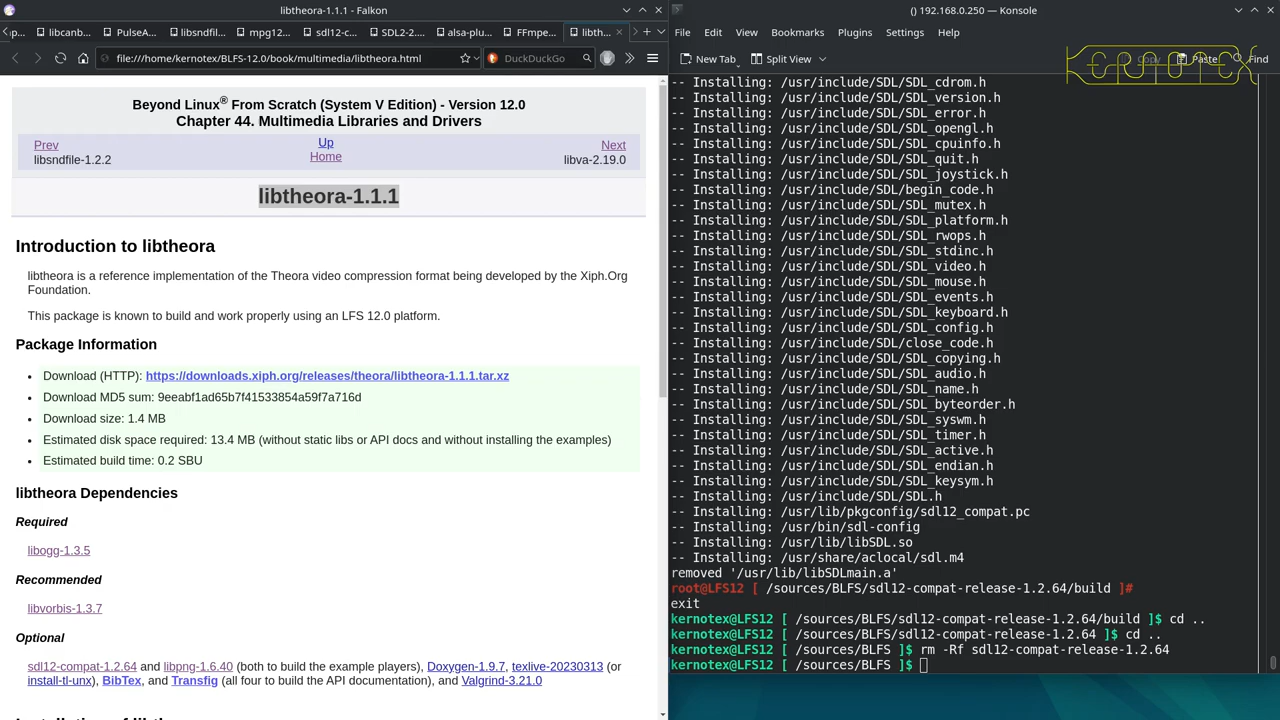 libtheora-1.1.1 - Falkon
p...
libcanb...
PulseA...
libsndfil...
mpg12...
sdl12-c...
SDL2-2....
alsa-plu...
FFmpe...
libth...
file:///home/kernotex/BLFS-12.0/book/multimedia/libtheora.html
DuckDuckGo
Beyond Linux® From Scratch (System V Edition) - Version 12.0
Chapter 44. Multimedia Libraries and Drivers
Prev Up Next
libsndfile-1.2.2 Home libva-2.19.0
libtheora-1.1.1
Introduction to libtheora
libtheora is a reference implementation of the Theora video compression format being developed by the Xiph.Org
Foundation.
This package is known to build and work properly using an LFS 12.0 platform.
Package Information
• Download (HTTP): https://downloads.xiph.org/releases/theora/libtheora-1.1.1.tar.xz
• Download MD5 sum: 9eeabf1ad65b7f41533854a59f7a716d
• Download size: 1.4 MB
• Estimated disk space required: 13.4 MB (without static libs or API docs and without installing the examples)
• Estimated build time: 0.2 SBU
libtheora Dependencies
Required
libogg-1.3.5
Recommended
libvorbis-1.3.7
Optional
sdl12-compat-1.2.64 and libpng-1.6.40 (both to build the example players), Doxygen-1.9.7, texlive-20230313 (or
install-tl-unx), BibTex, and Transfig (all four to build the API documentation), and Valgrind-3.21.0
() 192.168.0.250 — Konsole
File Edit View Bookmarks Plugins Settings Help
New Tab Split View Copy Paste Find
kernotex
-- Installing: /usr/include/SDL/SDL_cdrom.h
-- Installing: /usr/include/SDL/SDL_version.h
-- Installing: /usr/include/SDL/SDL_error.h
-- Installing: /usr/include/SDL/SDL_opengl.h
-- Installing: /usr/include/SDL/SDL_cpuinfo.h
-- Installing: /usr/include/SDL/SDL_quit.h
-- Installing: /usr/include/SDL/SDL_joystick.h
-- Installing: /usr/include/SDL/begin_code.h
-- Installing: /usr/include/SDL/SDL_mutex.h
-- Installing: /usr/include/SDL/SDL_platform.h
-- Installing: /usr/include/SDL/SDL_rwops.h
-- Installing: /usr/include/SDL/SDL_stdinc.h
-- Installing: /usr/include/SDL/SDL_video.h
-- Installing: /usr/include/SDL/SDL_mouse.h
-- Installing: /usr/include/SDL/SDL_events.h
-- Installing: /usr/include/SDL/SDL_keyboard.h
-- Installing: /usr/include/SDL/SDL_config.h
-- Installing: /usr/include/SDL/close_code.h
-- Installing: /usr/include/SDL/SDL_copying.h
-- Installing: /usr/include/SDL/SDL_audio.h
-- Installing: /usr/include/SDL/SDL_name.h
-- Installing: /usr/include/SDL/SDL_byteorder.h
-- Installing: /usr/include/SDL/SDL_syswm.h
-- Installing: /usr/include/SDL/SDL_timer.h
-- Installing: /usr/include/SDL/SDL_active.h
-- Installing: /usr/include/SDL/SDL_endian.h
-- Installing: /usr/include/SDL/SDL_keysym.h
-- Installing: /usr/include/SDL/SDL.h
-- Installing: /usr/lib/pkgconfig/sdl12_compat.pc
-- Installing: /usr/bin/sdl-config
-- Installing: /usr/lib/libSDL.so
-- Installing: /usr/share/aclocal/sdl.m4
removed '/usr/lib/libSDLmain.a'
root@LFS12 [ /sources/BLFS/sdl12-compat-release-1.2.64/build ]#
exit
kernotex@LFS12 [ /sources/BLFS/sdl12-compat-release-1.2.64/build ]$ cd ..
kernotex@LFS12 [ /sources/BLFS/sdl12-compat-release-1.2.64 ]$ cd ..
kernotex@LFS12 [ /sources/BLFS ]$ rm -Rf sdl12-compat-release-1.2.64
kernotex@LFS12 [ /sources/BLFS ]$